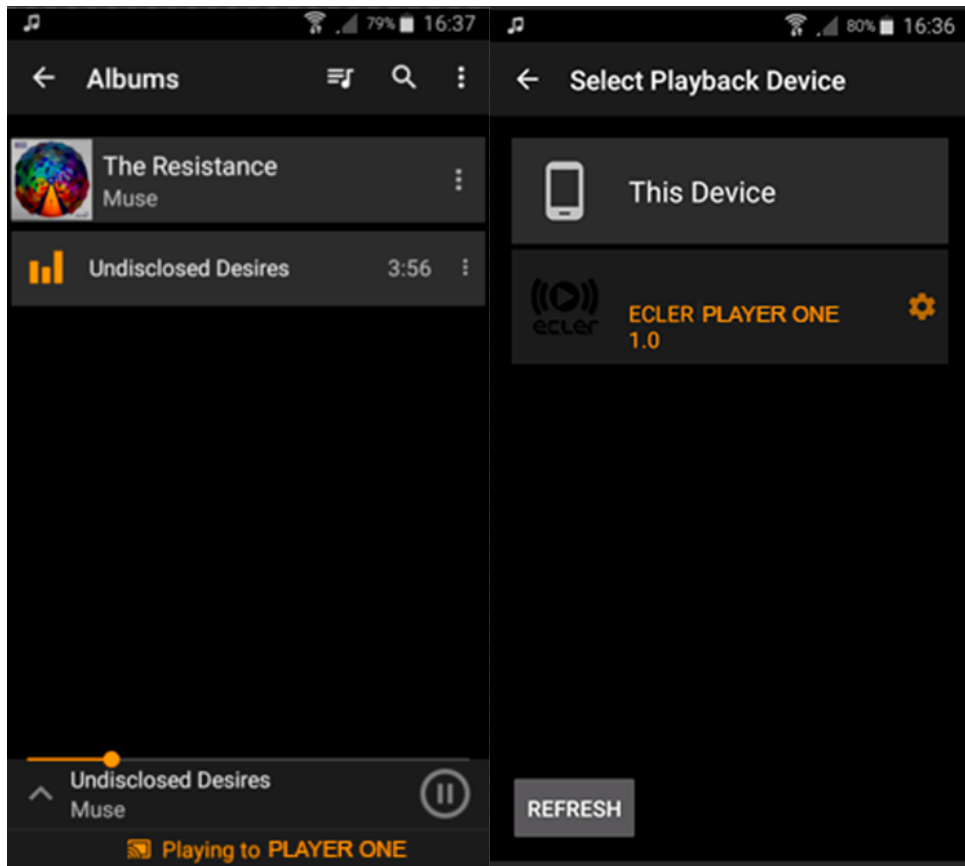 79% 16:37
Albums
The Resistance
Muse
Undisclosed Desires 3:56
Undisclosed Desires
Muse
Playing to PLAYER ONE
80% 16:36
Select Playback Device
This Device
ecler
ECLER PLAYER ONE
1.0
REFRESH